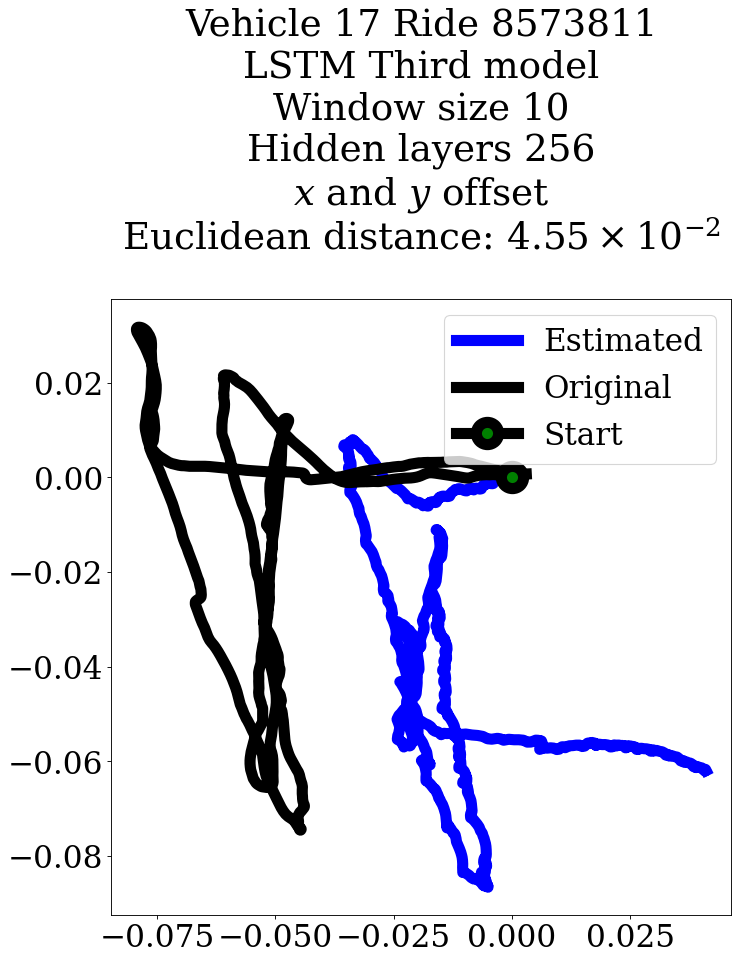 Vehicle 17 Ride 8573811
LSTM Third model
Window size 10
Hidden layers 256
x and y offset
Euclidean distance: 4.55 × 10⁻²
Estimated
Original
Start
0.02
0.00
−0.02
−0.04
−0.06
−0.08
−0.075 −0.050 −0.025 0.000 0.025